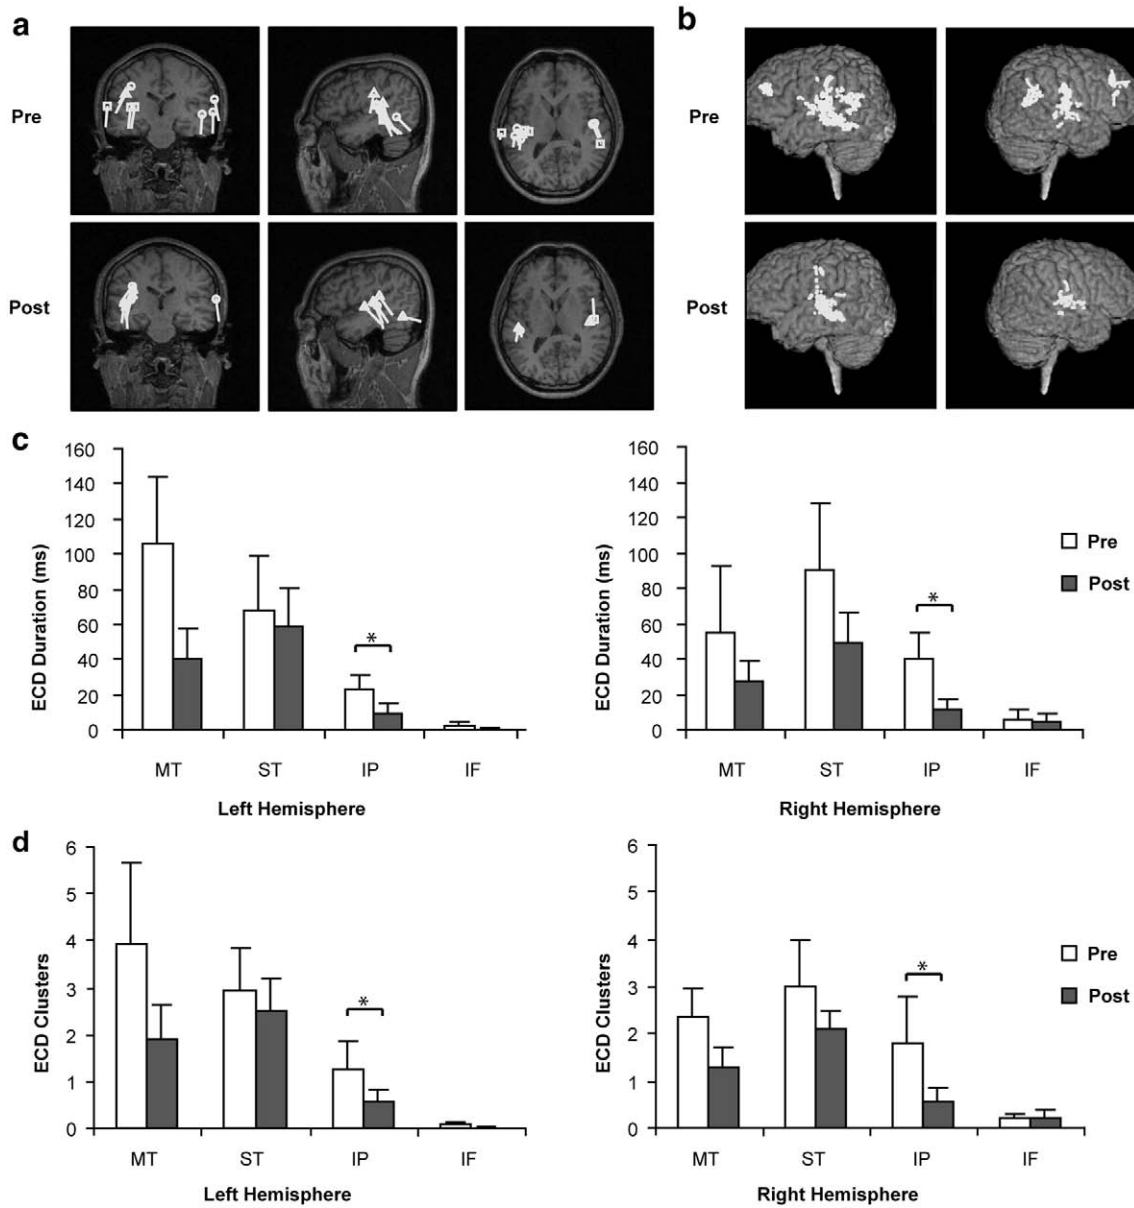 a
b
Pre
Pre
Post
Post
c
160
140
120
100
80
60
40
20
0
ECD Duration (ms)
*
MT ST IP IF
Left Hemisphere
160
140
120
100
80
60
40
20
0
ECD Duration (ms)
*
Pre
Post
MT ST IP IF
Right Hemisphere
d
6
5
4
3
2
1
0
ECD Clusters
*
MT ST IP IF
Left Hemisphere
6
5
4
3
2
1
0
ECD Clusters
*
Pre
Post
MT ST IP IF
Right Hemisphere